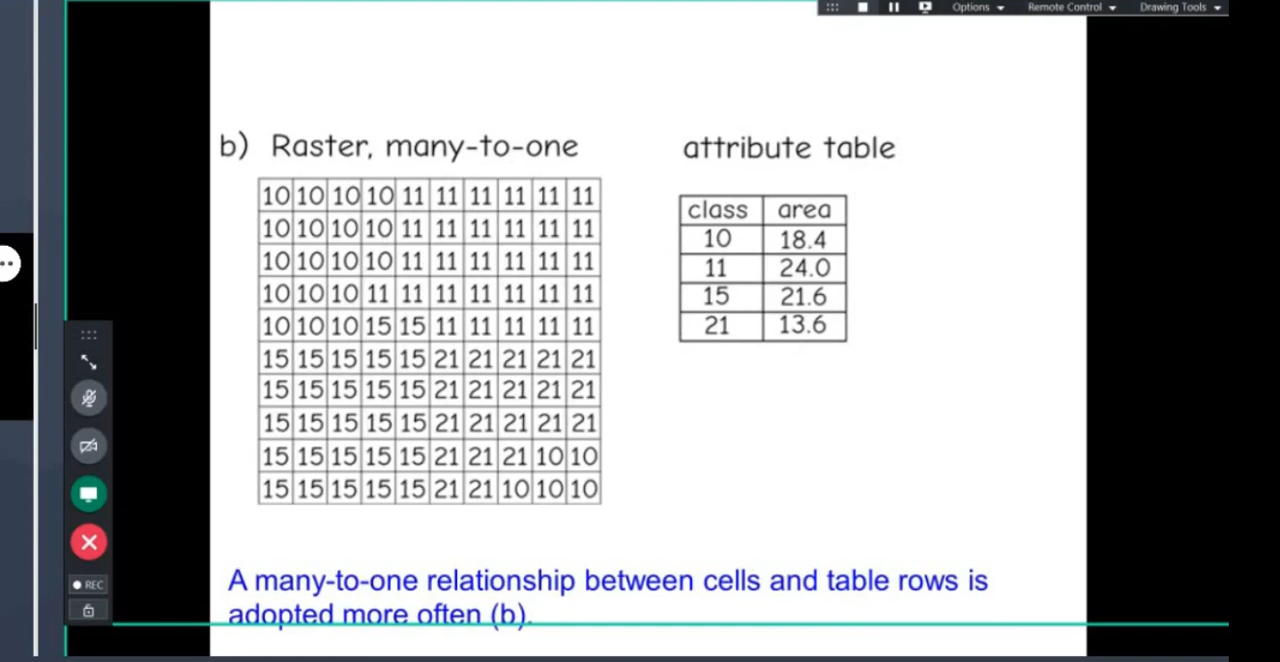 Options Remote Control Drawing Tools
b) Raster, many-to-one
attribute table
10 10 10 10 11 11 11 11 11 11
10 10 10 10 11 11 11 11 11 11
10 10 10 10 11 11 11 11 11 11
10 10 10 11 11 11 11 11 11 11
10 10 10 15 15 11 11 11 11 11
15 15 15 15 15 21 21 21 21 21
15 15 15 15 15 21 21 21 21 21
15 15 15 15 15 21 21 21 21 21
15 15 15 15 15 21 21 21 10 10
15 15 15 15 15 21 21 10 10 10
class area
10 18.4
11 24.0
15 21.6
21 13.6
REC
A many-to-one relationship between cells and table rows is
adopted more often (b).